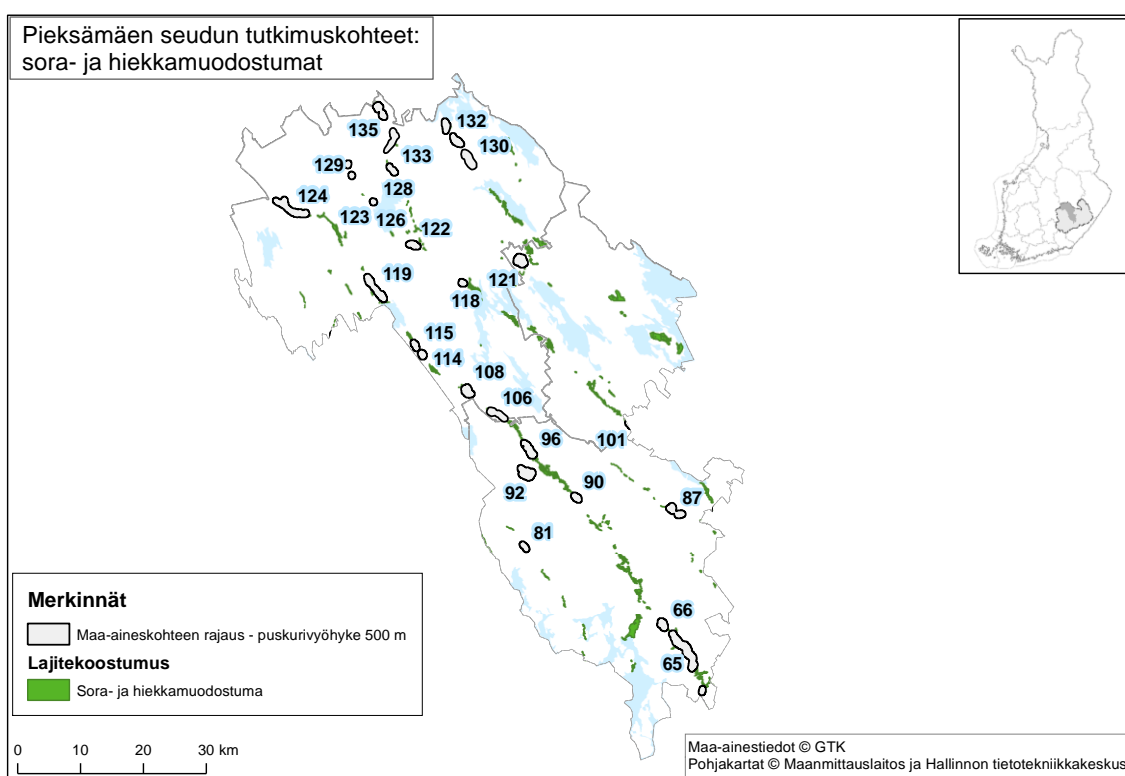 Pieksämäen seudun tutkimuskohteet:
sora- ja hiekkamuodostumat
132
135
130
133
129
128
124
123
126
122
119
121
118
115
114
108
106
96
101
92
90
87
81
66
65
Merkinnät
Maa-aineskohteen rajaus - puskurivyöhyke 500 m
Lajitekoostumus
Sora- ja hiekkamuodostuma
0 10 20 30 km
Maa-ainestiedot © GTK
Pohjakartat © Maanmittauslaitos ja Hallinnon tietotekniikkakeskus